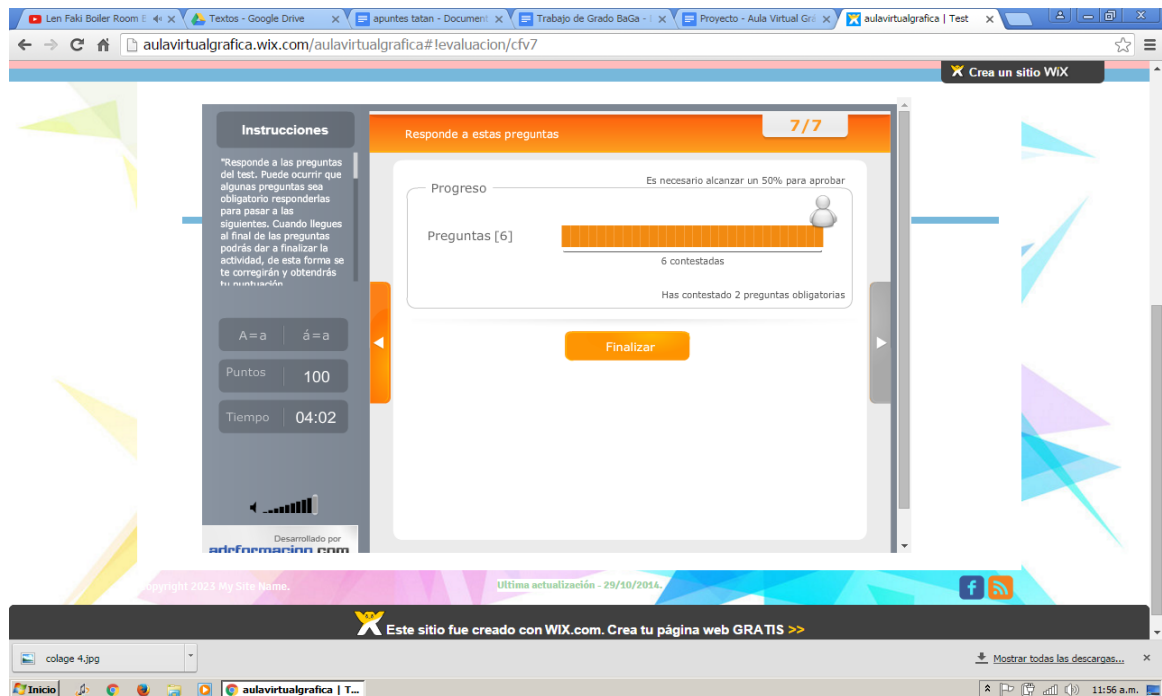 Len Faki Boiler Room E
Textos - Google Drive
apuntes tatan - Document
Trabajo de Grado BaGa -
Proyecto - Aula Virtual Grá
aulavirtualgrafica | Test
aulavirtualgrafica.wix.com/aulavirtualgrafica#!evaluacion/cfv7
Crea un sitio WiX
Instrucciones
"Responde a las preguntas
del test. Puede ocurrir que
algunas preguntas sea
obligatorio responderlas
para pasar a las
siguientes. Cuando llegues
al final de las preguntas
podrás dar a finalizar la
actividad, de esta forma se
te corregirán y obtendrás
tu puntuación
A=a á=a
Puntos 100
Tiempo 04:02
Desarrollado por
adrformacion.com
Responde a estas preguntas
7/7
Es necesario alcanzar un 50% para aprobar
Progreso
Preguntas [6]
6 contestadas
Has contestado 2 preguntas obligatorias
Finalizar
opyright 2023 My Site Name.
Ultima actualización - 29/10/2014.
Este sitio fue creado con WIX.com. Crea tu página web GRATIS >>
colage 4.jpg
Mostrar todas las descargas...
Inicio
aulavirtualgrafica | T...
11:56 a.m.